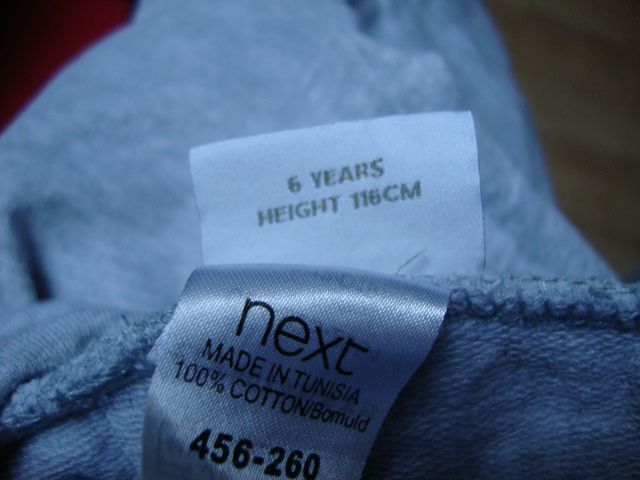 6 YEARS
HEIGHT 116CM
next
MADE IN TUNISIA
100% COTTON/Bomuld
456-260